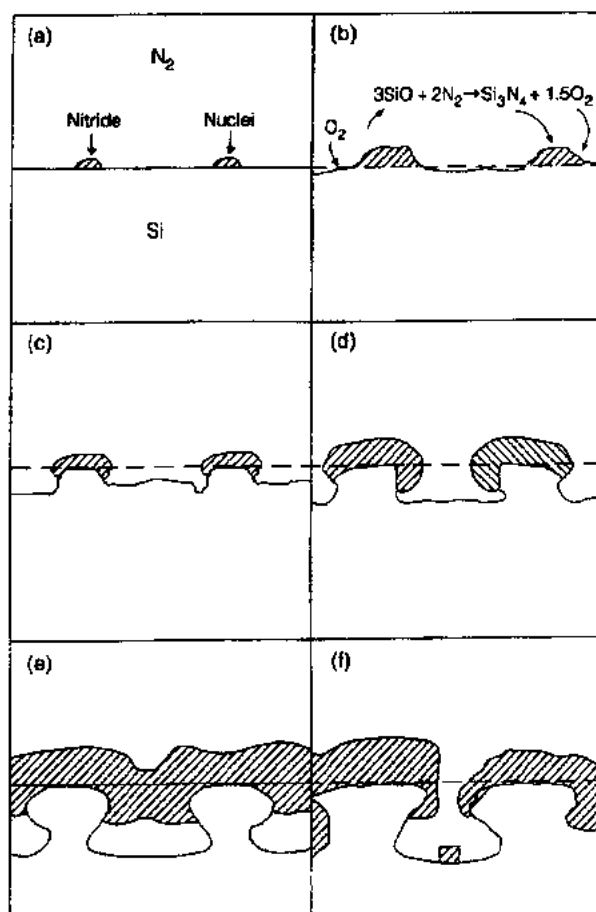 (a)
N₂
Nitride
Nuclei
Si
(b)
3SiO + 2N₂→Si₃N₄ + 1.5O₂
O₂
(c)
(d)
(e)
(f)